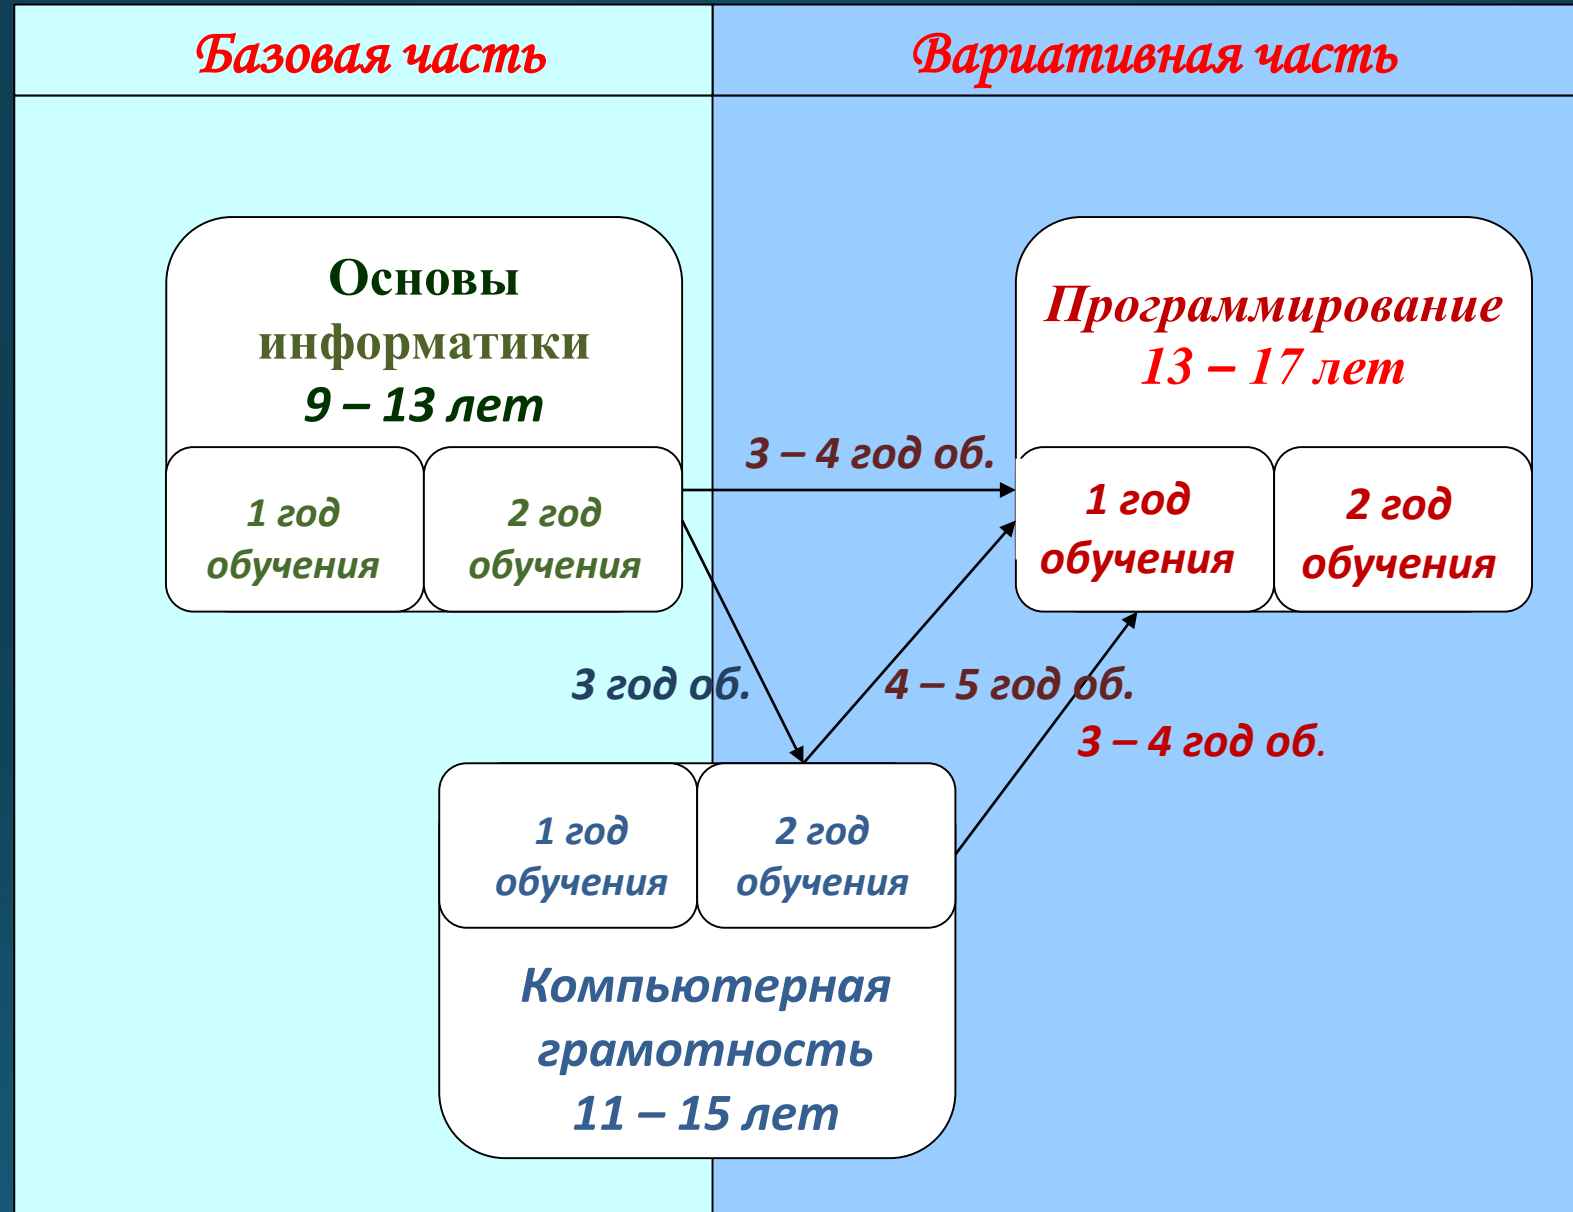 Базовая часть
Вариативная часть
Основы
информатики
9 – 13 лет
1 год
обучения
2 год
обучения
3 – 4 год об.
Программирование
13 – 17 лет
1 год
обучения
2 год
обучения
3 год об.
4 – 5 год об.
3 – 4 год об.
1 год
обучения
2 год
обучения
Компьютерная
грамотность
11 – 15 лет